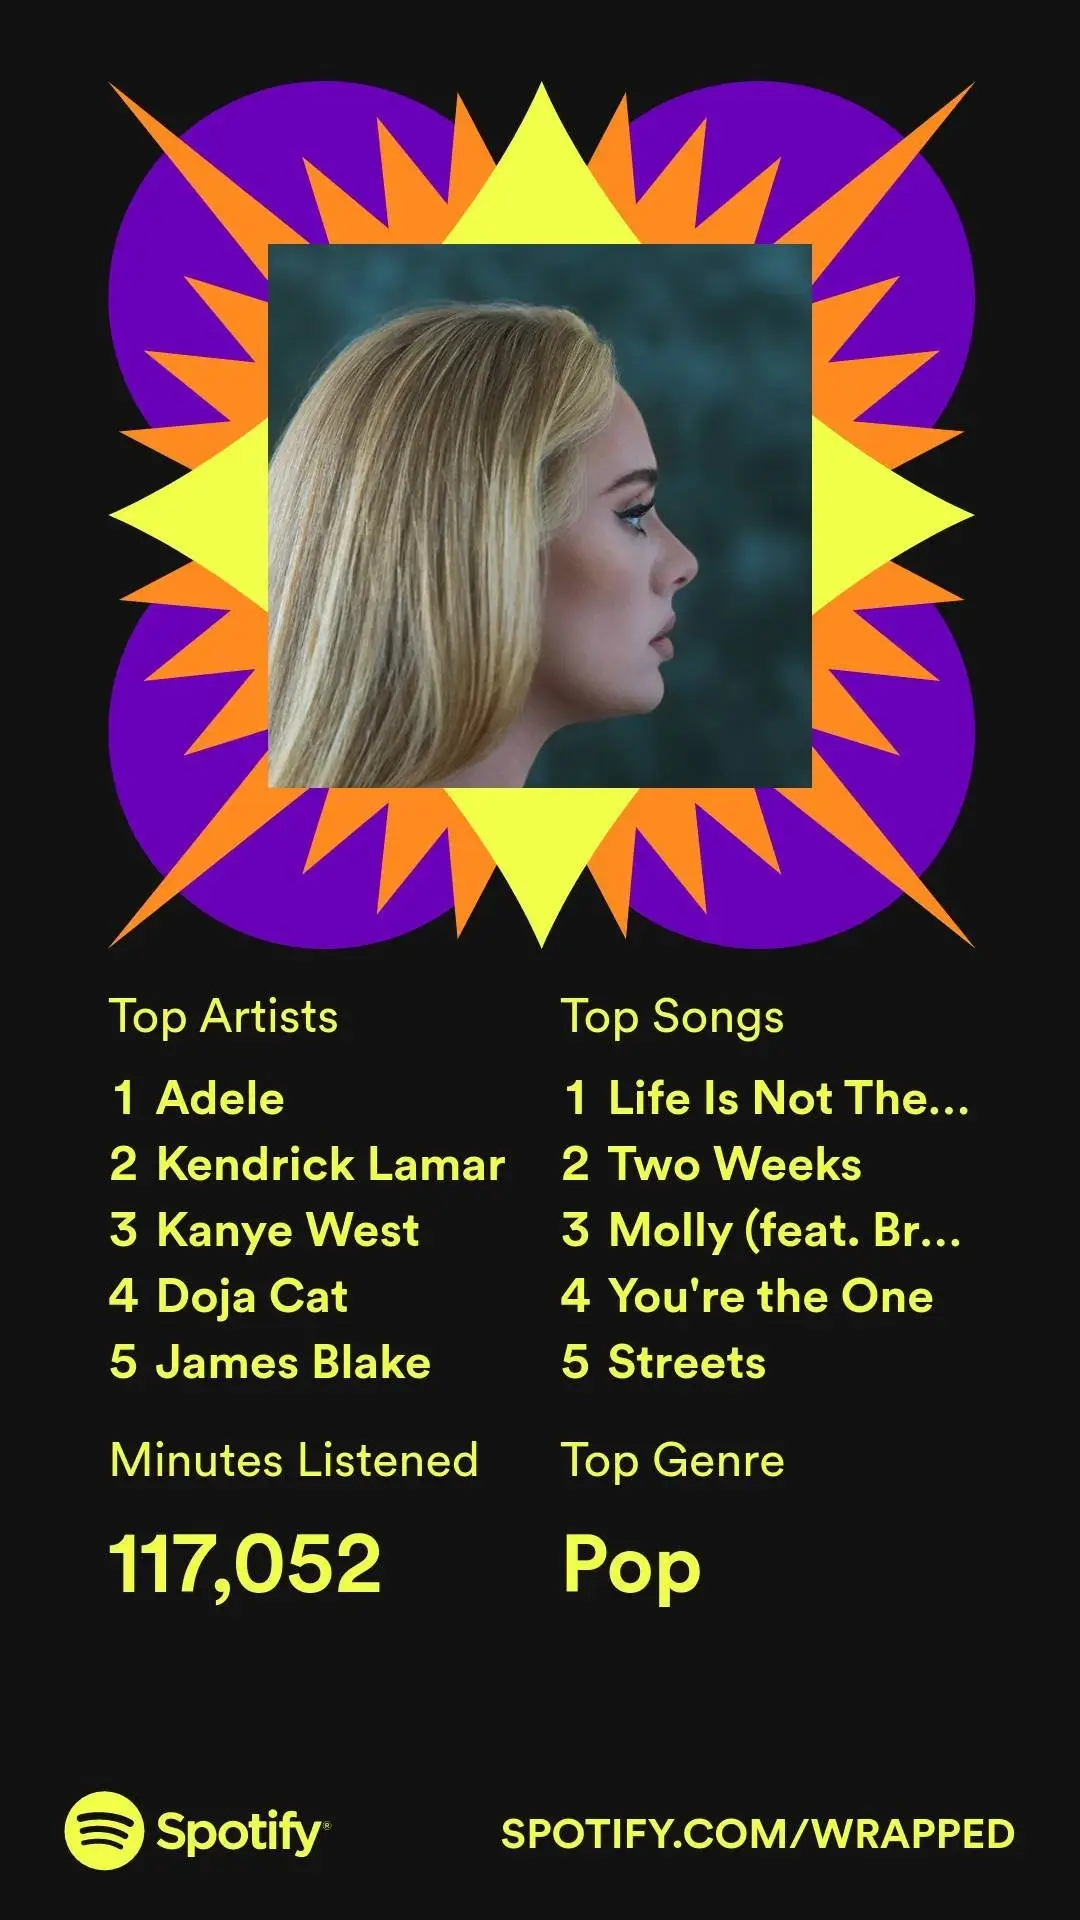 Top Artists
1 Adele
2 Kendrick Lamar
3 Kanye West
4 Doja Cat
5 James Blake
Top Songs
1 Life Is Not The...
2 Two Weeks
3 Molly (feat. Br...
4 You're the One
5 Streets
Minutes Listened
117,052
Top Genre
Pop
Spotify®
SPOTIFY.COM/WRAPPED